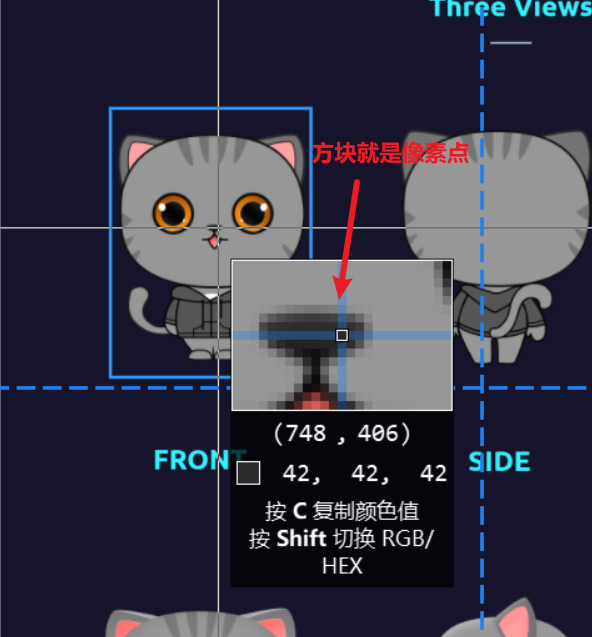 Three Views
方块就是像素点
(748 , 406)
42, 42, 42
按 C 复制颜色值
按 Shift 切换 RGB/
HEX
FRONT
SIDE